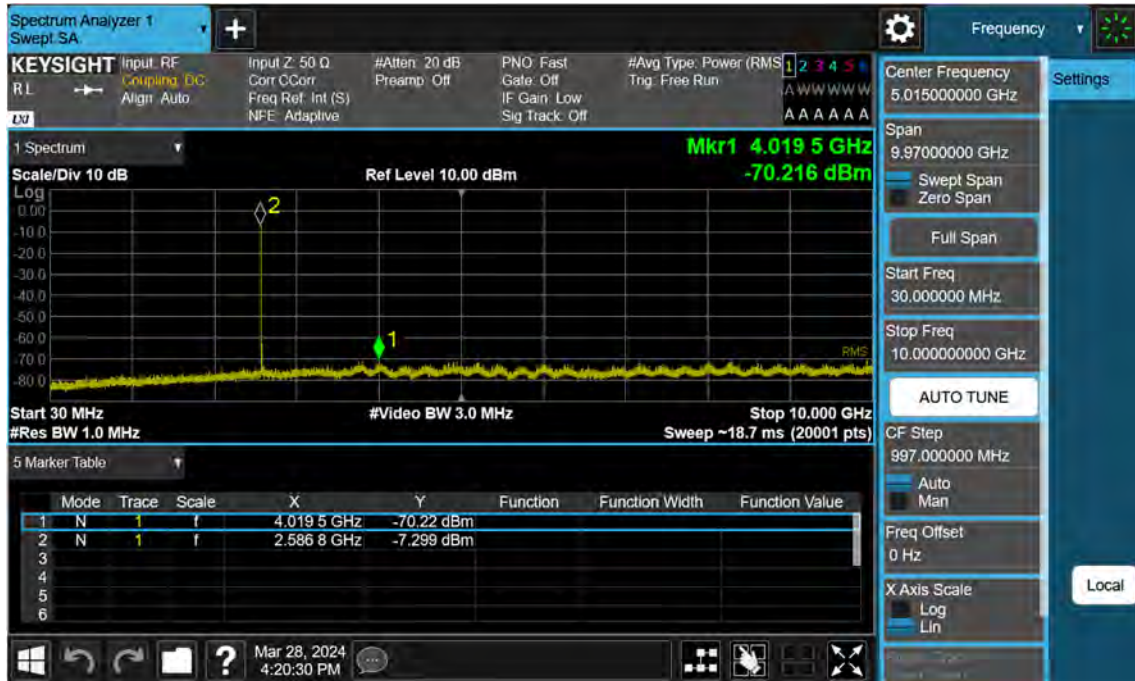 Spectrum Analyzer 1
Swept SA
Frequency
KEYSIGHT
RL
LXI
Input: RF
Coupling: DC
Align: Auto
Input Z: 50 Ω
Corr CCorr
Freq Ref: Int (S)
NFE: Adaptive
#Atten: 20 dB
Preamp: Off
PNO: Fast
Gate: Off
IF Gain: Low
Sig Track: Off
#Avg Type: Power (RMS
Trig: Free Run
1 2 3 4 5 6
A W W W W W
A A A A A A
1 Spectrum
Mkr1 4.019 5 GHz
Scale/Div 10 dB
Ref Level 10.00 dBm
-70.216 dBm
Log
0.00
-10.0
-20.0
-30.0
-40.0
-50.0
-60.0
-70.0
-80.0
2
1
RMS
Start 30 MHz
#Video BW 3.0 MHz
Stop 10.000 GHz
#Res BW 1.0 MHz
Sweep ~18.7 ms (20001 pts)
5 Marker Table
Mode Trace Scale X Y Function Function Width Function Value
1 N 1 f 4.019 5 GHz -70.22 dBm
2 N 1 f 2.586 8 GHz -7.299 dBm
3
4
5
6
Mar 28, 2024
4:20:30 PM
Center Frequency
5.015000000 GHz
Settings
Span
9.97000000 GHz
Swept Span
Zero Span
Full Span
Start Freq
30.000000 MHz
Stop Freq
10.000000000 GHz
AUTO TUNE
CF Step
997.000000 MHz
Auto
Man
Freq Offset
0 Hz
X Axis Scale
Log
Lin
Local